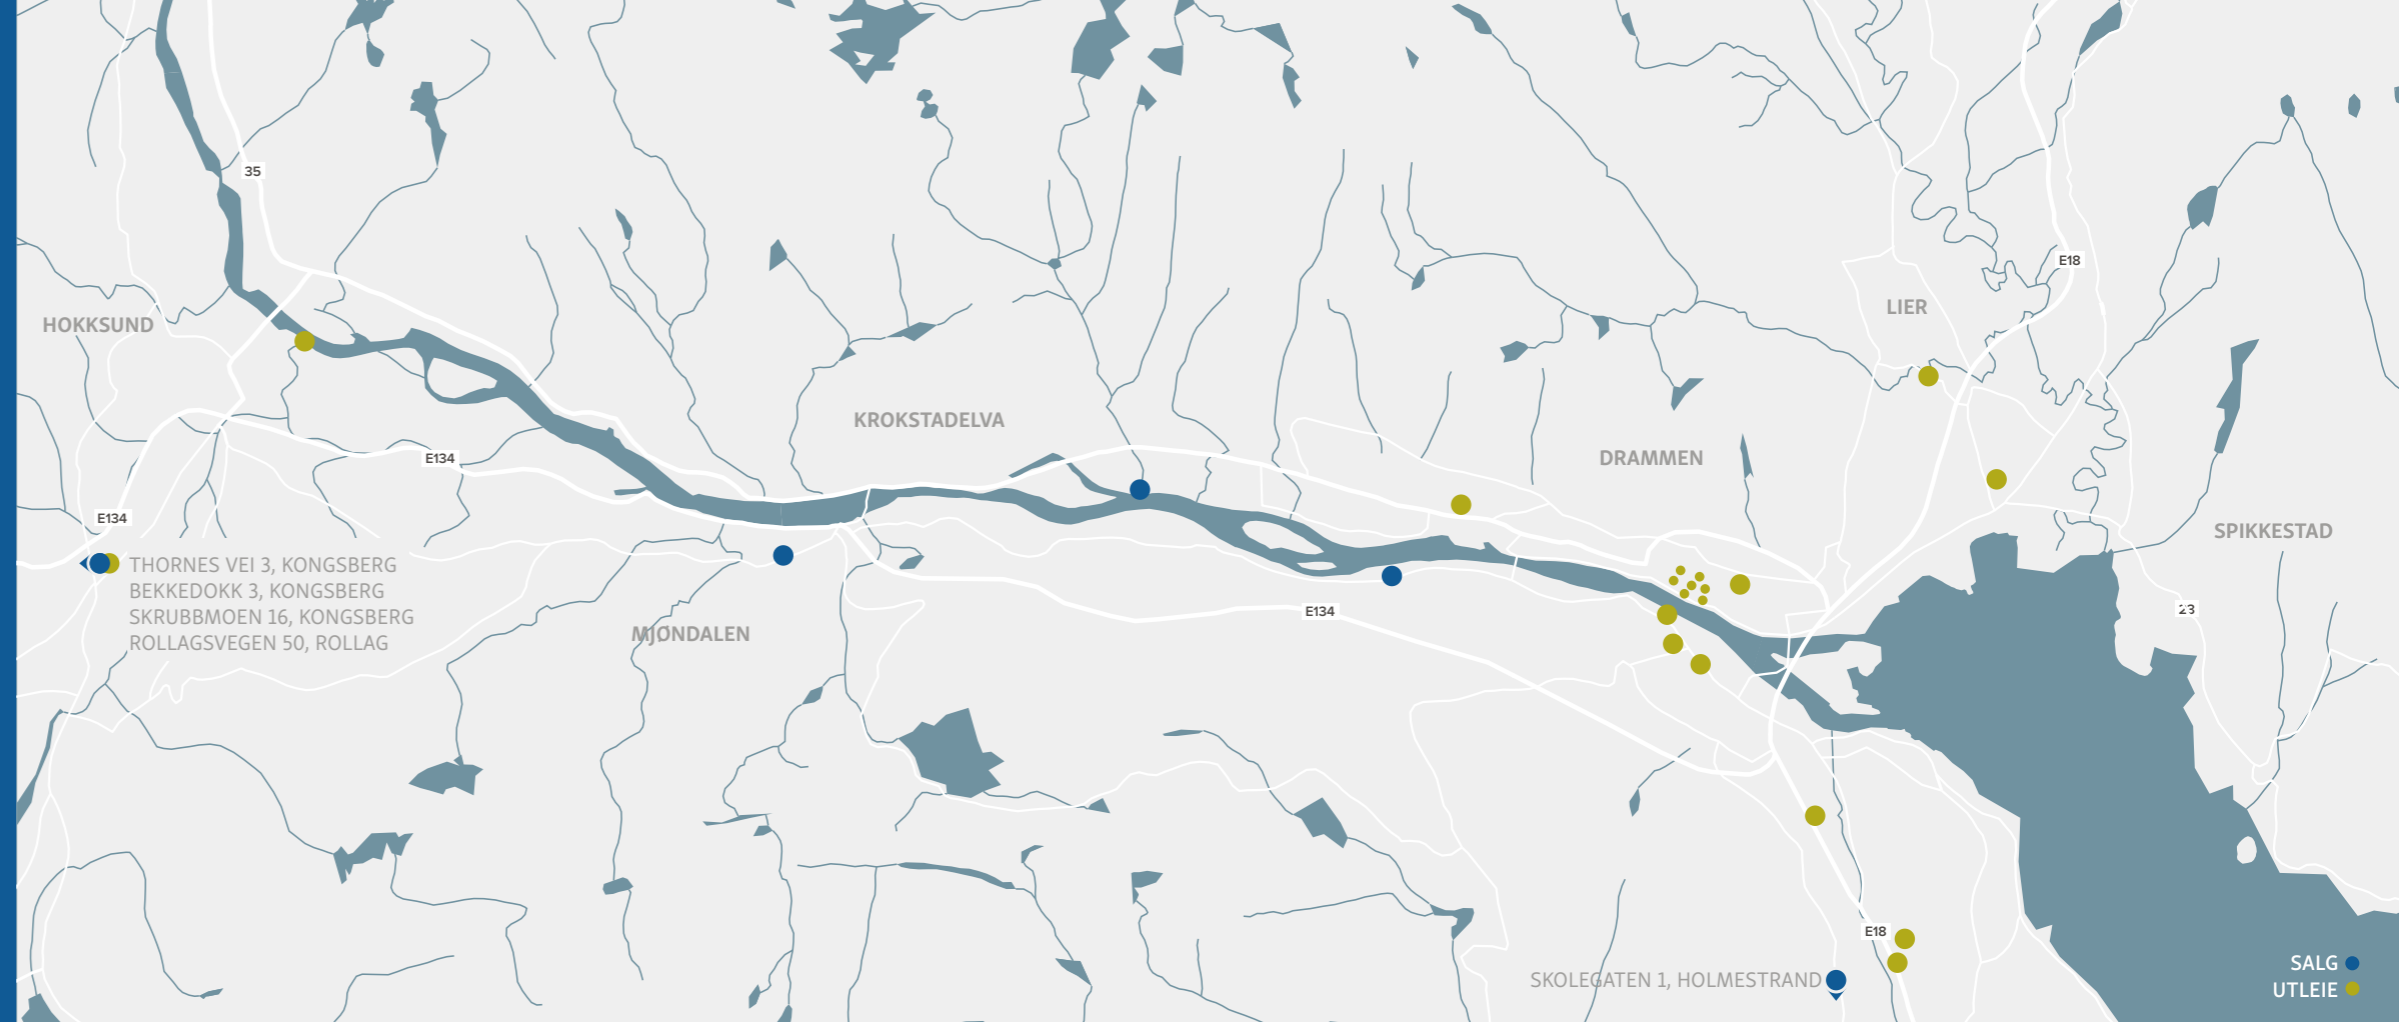 35
E18
LIER
HOKKSUND
KROKSTADELVA
E134
DRAMMEN
E134
SPIKKESTAD
THORNES VEI 3, KONGSBERG
BEKKEDOKK 3, KONGSBERG
SKRUBBMOEN 16, KONGSBERG
ROLLAGSVEGEN 50, ROLLAG
E134
23
MJØNDALEN
E18
SKOLEGATEN 1, HOLMESTRAND
SALG
UTLEIE